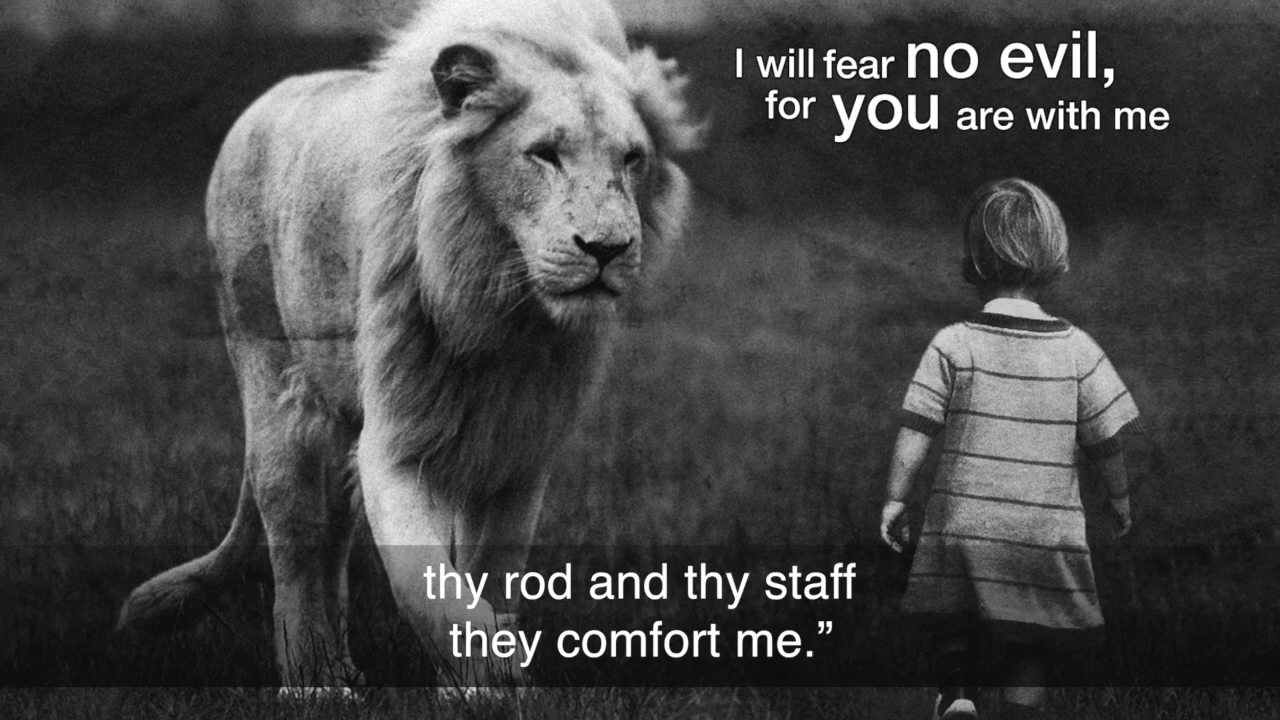 I will fear no evil,
for you are with me
thy rod and thy staff
they comfort me.”